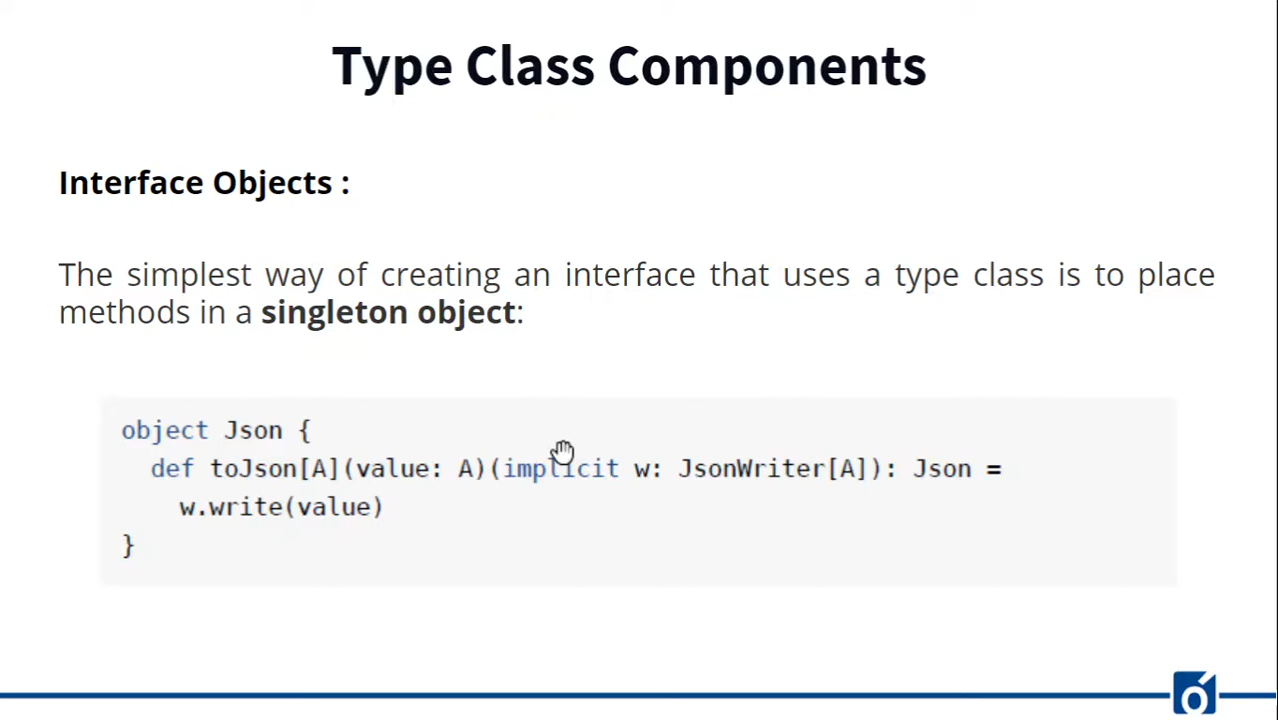 Type Class Components
Interface Objects :
The simplest way of creating an interface that uses a type class is to place
methods in a singleton object:
object Json {
  def toJson[A](value: A)(implicit w: JsonWriter[A]): Json =
    w.write(value)
}